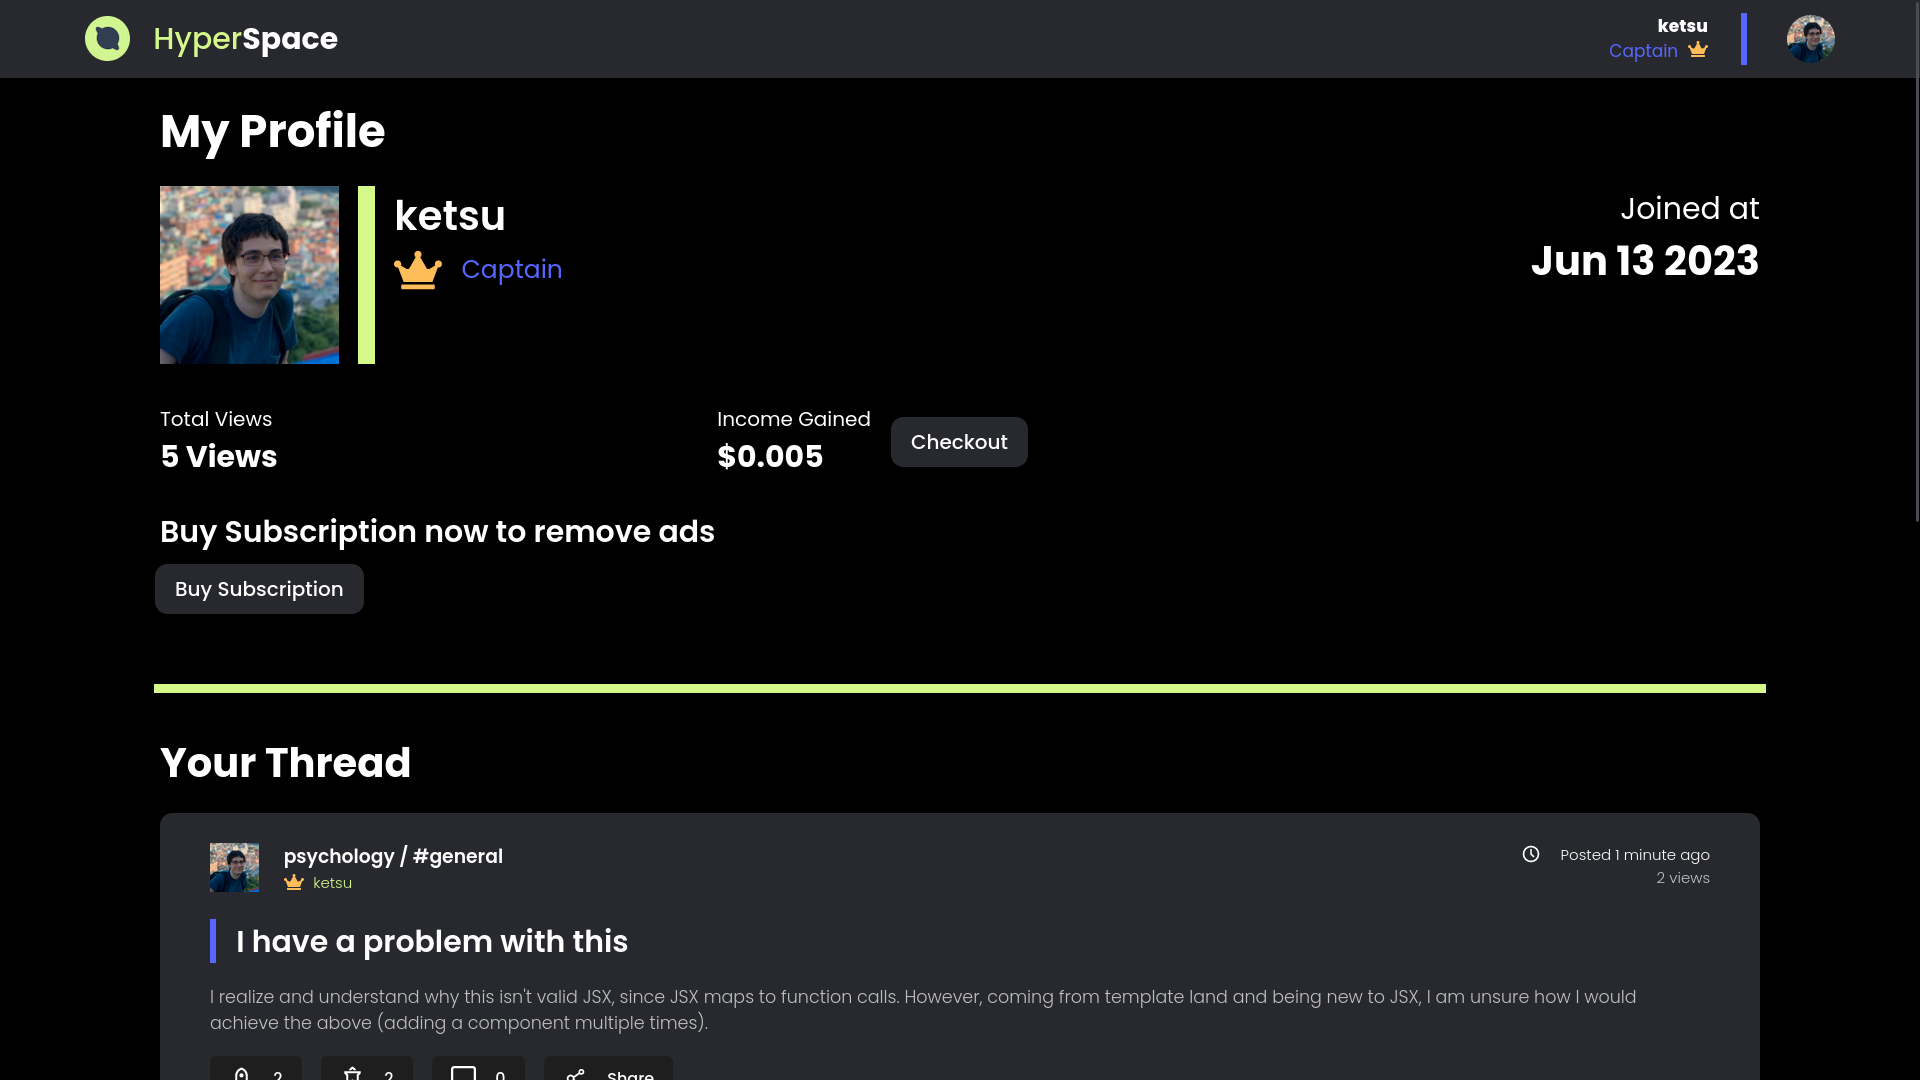 HyperSpace
ketsu
Captain
My Profile
ketsu
Captain
Joined at
Jun 13 2023
Total Views
5 Views
Income Gained
$0.005
Checkout
Buy Subscription now to remove ads
Buy Subscription
Your Thread
psychology / #general
ketsu
Posted 1 minute ago
2 views
I have a problem with this
I realize and understand why this isn't valid JSX, since JSX maps to function calls. However, coming from template land and being new to JSX, I am unsure how I would
achieve the above (adding a component multiple times).
2 2 0 Share